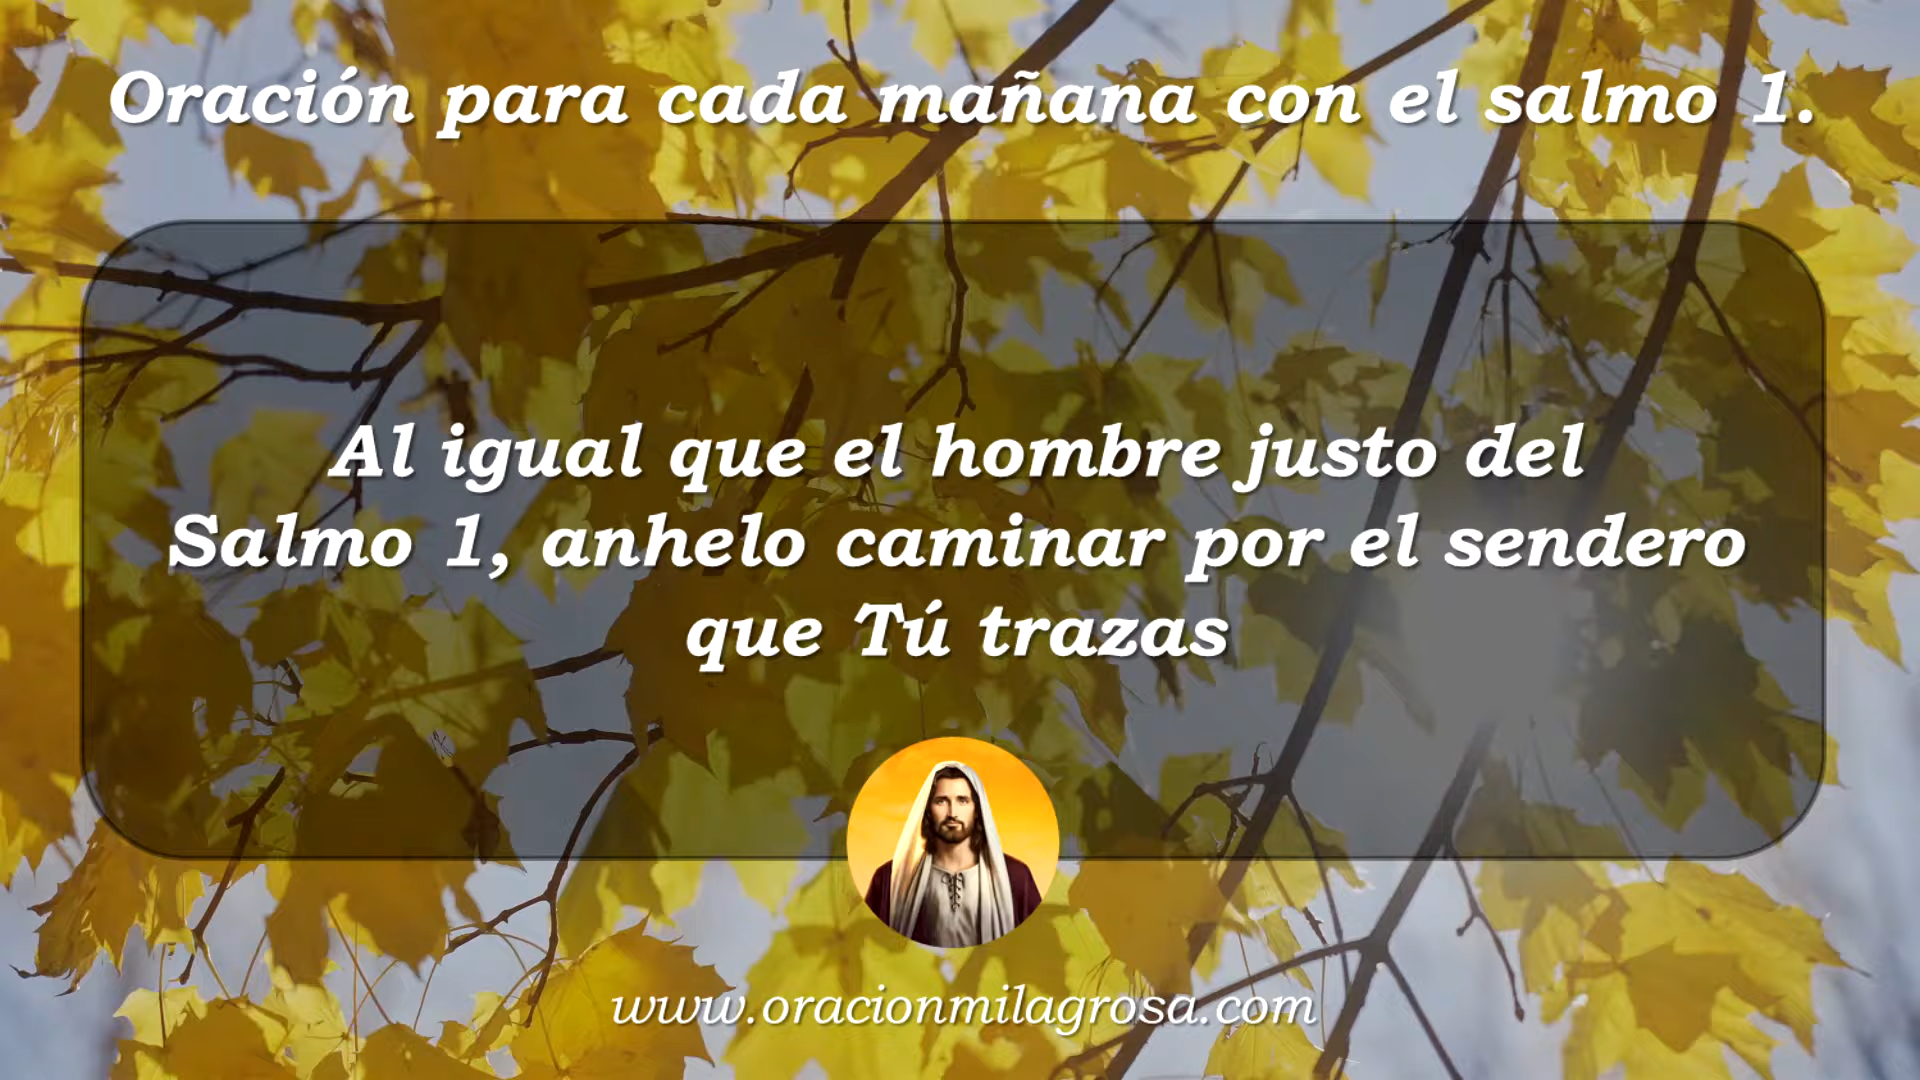 Oración para cada mañana con el salmo 1.
Al igual que el hombre justo del
Salmo 1, anhelo caminar por el sendero
que Tú trazas
www.oracionmilagrosa.com